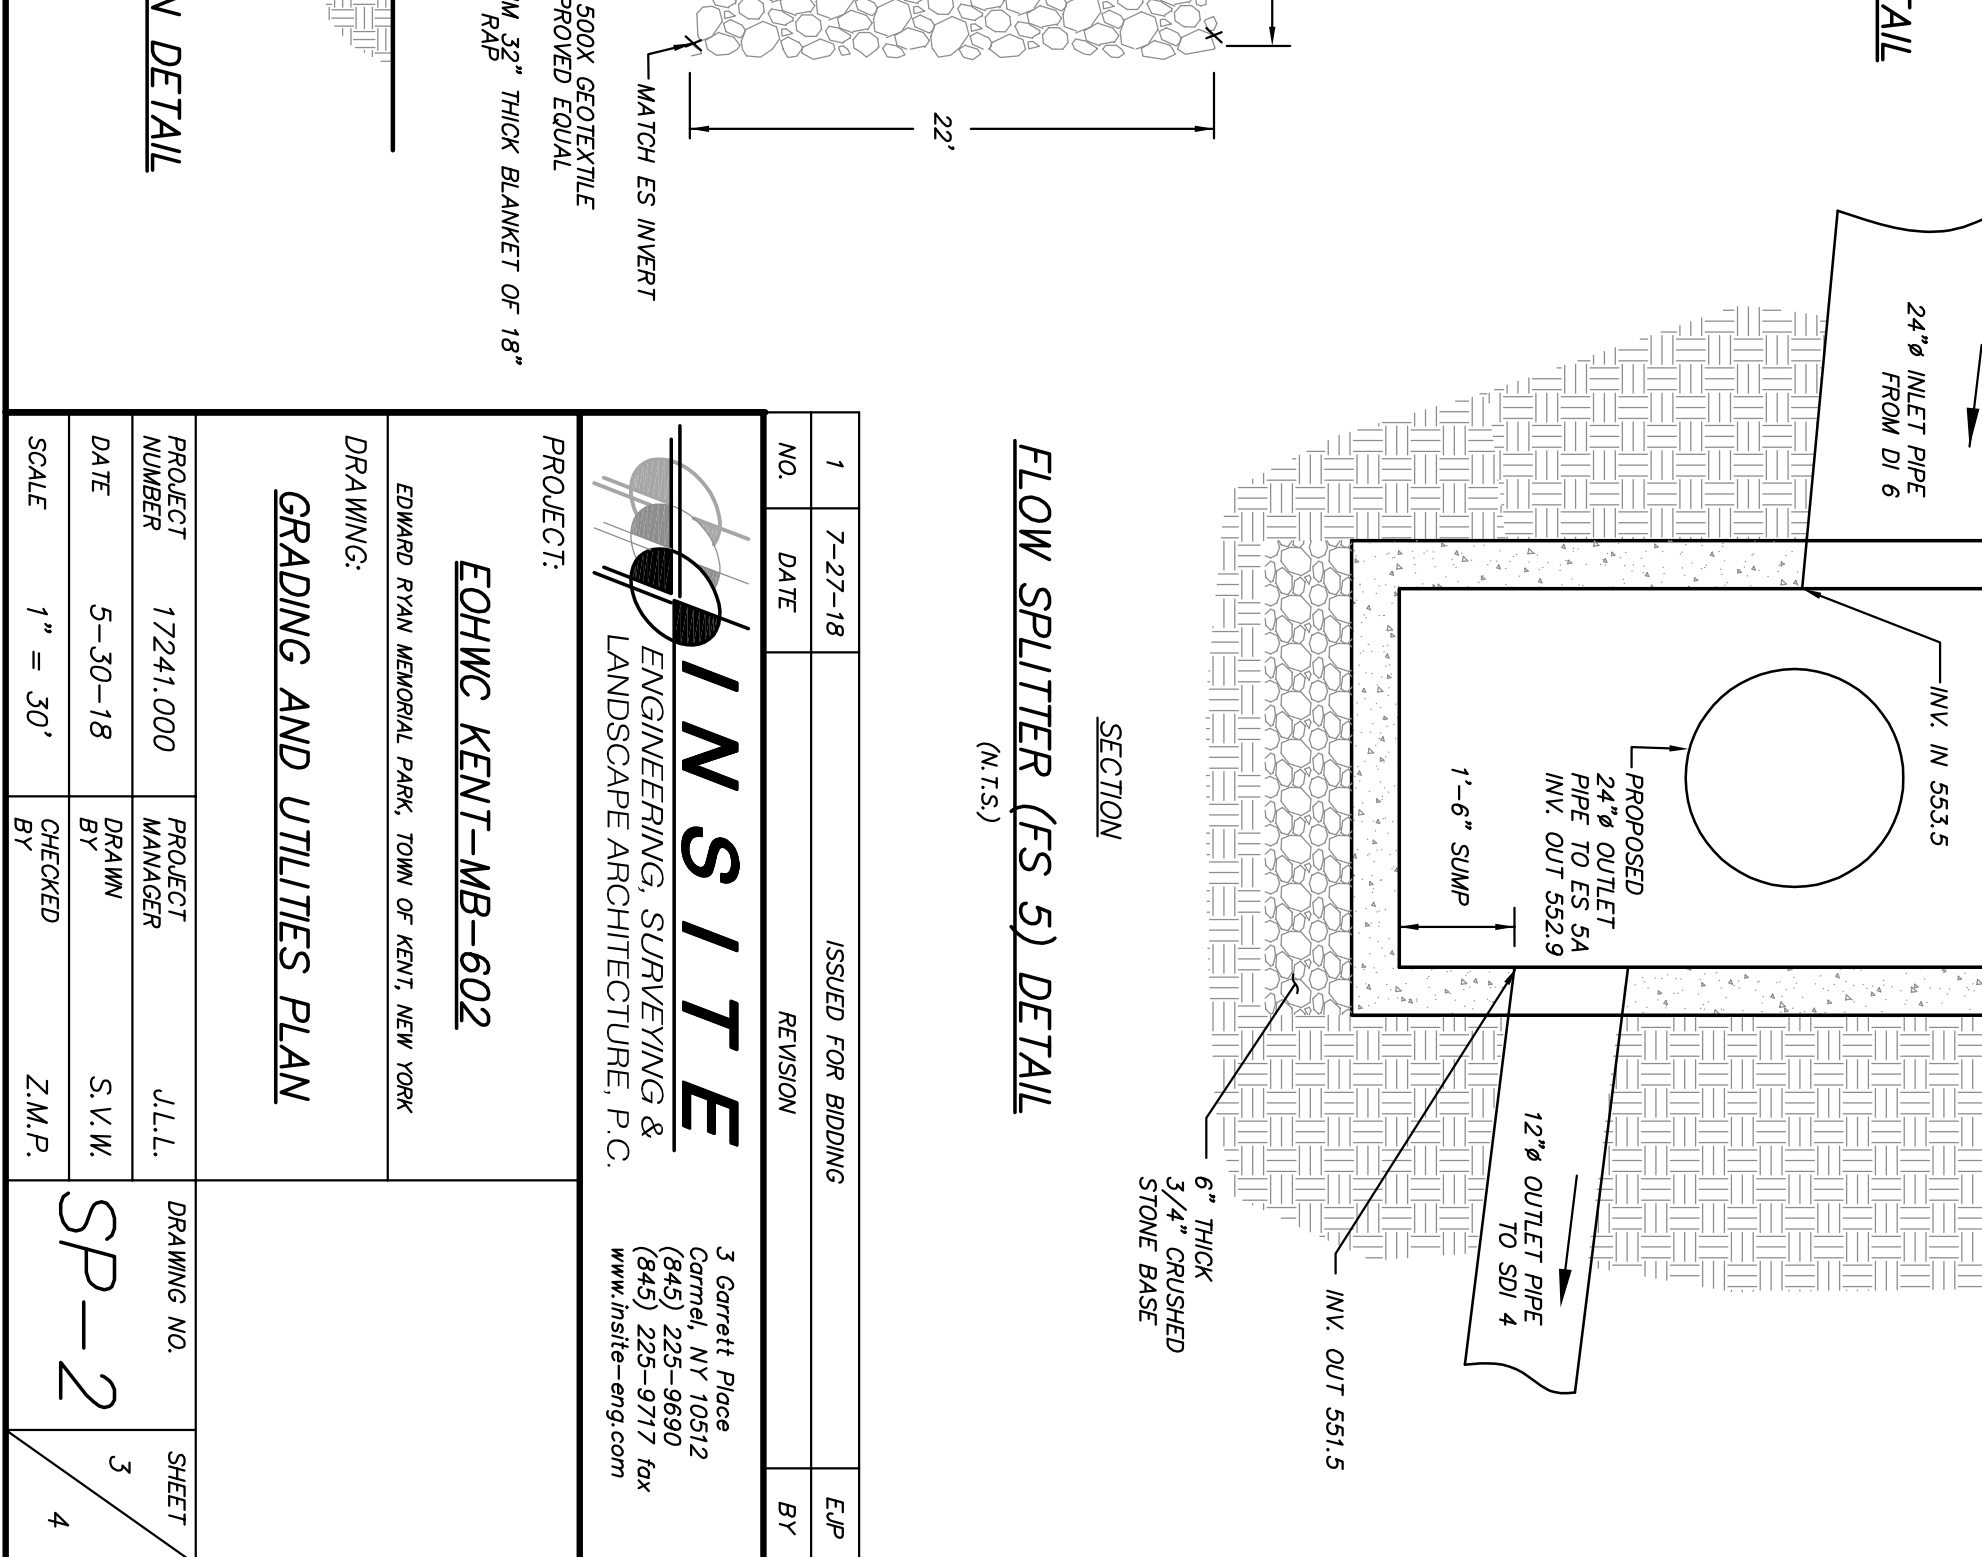 TAIL
24"ø INLET PIPE
FROM DI 6
INV. IN 553.5
PROPOSED
24"ø OUTLET
PIPE TO ES 5A
INV. OUT 552.9
1'-6" SUMP
12"ø OUTLET PIPE
TO SDI 4
INV. OUT 551.5
6" THICK
3/4" CRUSHED
STONE BASE
SECTION
FLOW SPLITTER (FS 5) DETAIL
(N.T.S.)
22'
MATCH ES INVERT
500X GEOTEXTILE
PROVED EQUAL
M 32" THICK BLANKET OF 18"
RAP
N DETAIL
1 7-27-18 ISSUED FOR BIDDING EJP
NO. DATE REVISION BY
INSITE
ENGINEERING, SURVEYING &
LANDSCAPE ARCHITECTURE, P.C.
3 Garrett Place
Carmel, NY 10512
(845) 225-9690
(845) 225-9717 fax
www.insite-eng.com
PROJECT:
EOHWC KENT-MB-602
EDWARD RYAN MEMORIAL PARK, TOWN OF KENT, NEW YORK
DRAWING:
GRADING AND UTILITIES PLAN
PROJECT
NUMBER
17241.000
PROJECT
MANAGER
J.L.L.
DATE
5-30-18
DRAWN
BY
S.V.W.
SCALE
1" = 30'
CHECKED
BY
Z.M.P.
DRAWING NO.
SP-2
SHEET
3
4